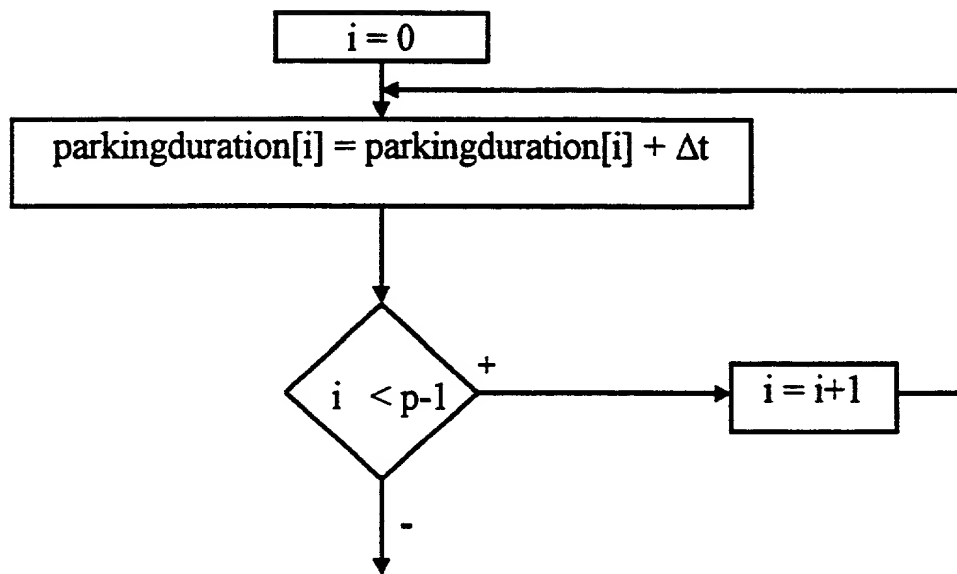 i = 0
parkingduration[i] = parkingduration[i] + Δt
+
i < p-1
i = i+1
-